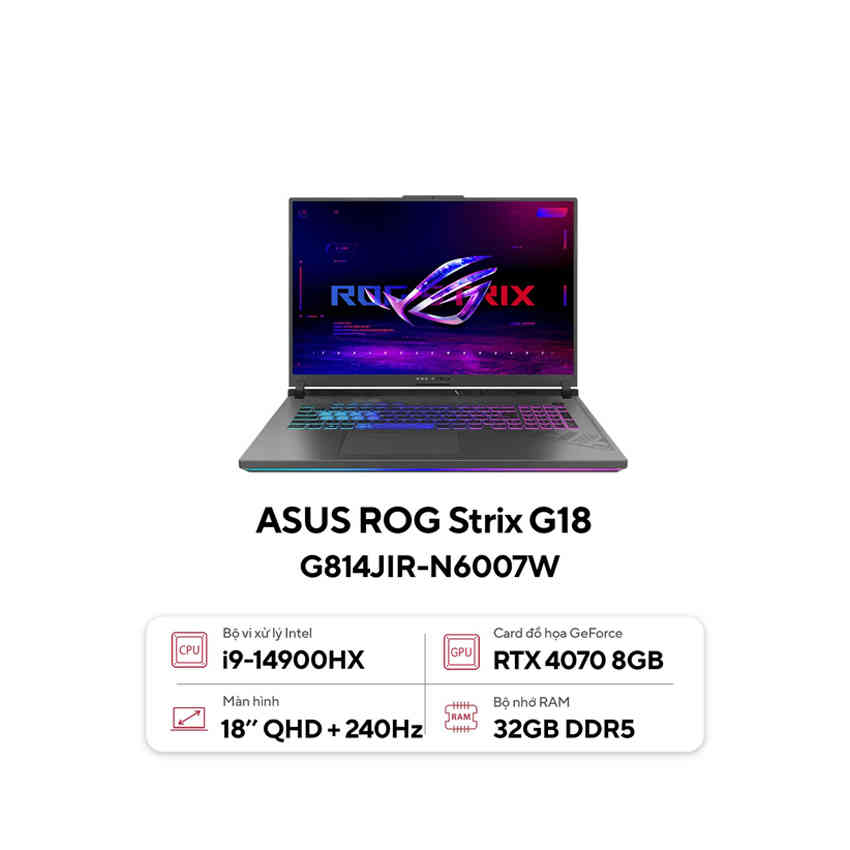 ROG STRIX
ASUS ROG Strix G18
G814JIR-N6007W
CPU
Bộ vi xử lý Intel
i9-14900HX
GPU
Card đồ họa GeForce
RTX 4070 8GB
Màn hình
18’’ QHD + 240Hz
RAM
Bộ nhớ RAM
32GB DDR5